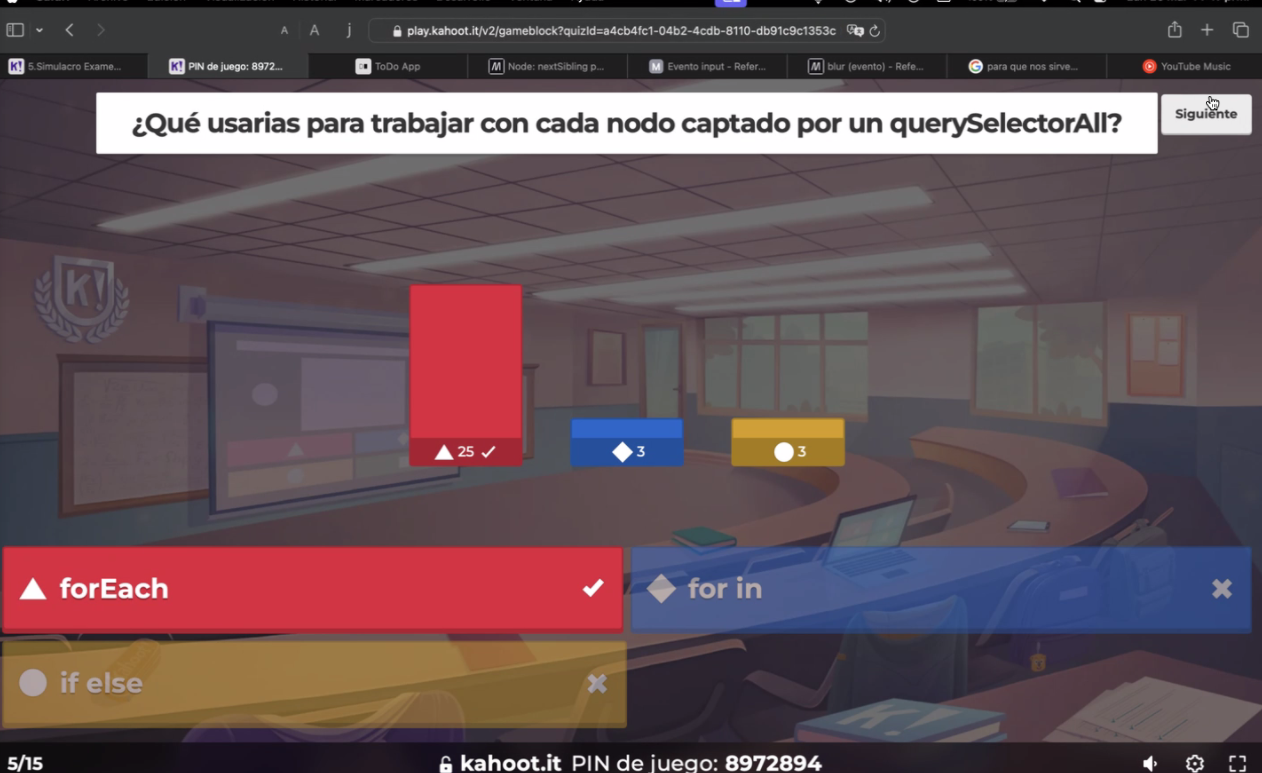 A A j play.kahoot.it/v2/gameblock?quizId=a4cb4fc1-04b2-4cdb-8110-db91c9c1353c
K! 5.Simulacro Exame... K! PIN de juego: 8972... ToDo App M Node: nextSibling p... M Evento input - Refer... M blur (evento) - Refe... G para que nos sirve... YouTube Music
¿Qué usarias para trabajar con cada nodo captado por un querySelectorAll?
Siguiente
K!
25
3
3
forEach
for in
if else
K!
5/15
kahoot.it PIN de juego: 8972894